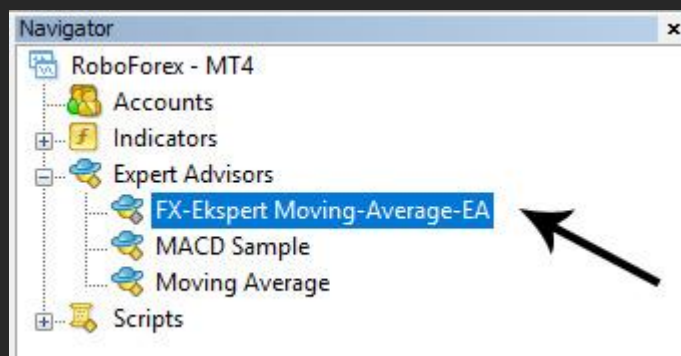 Navigator
RoboForex - MT4
Accounts
Indicators
Expert Advisors
FX-Ekspert Moving-Average-EA
MACD Sample
Moving Average
Scripts